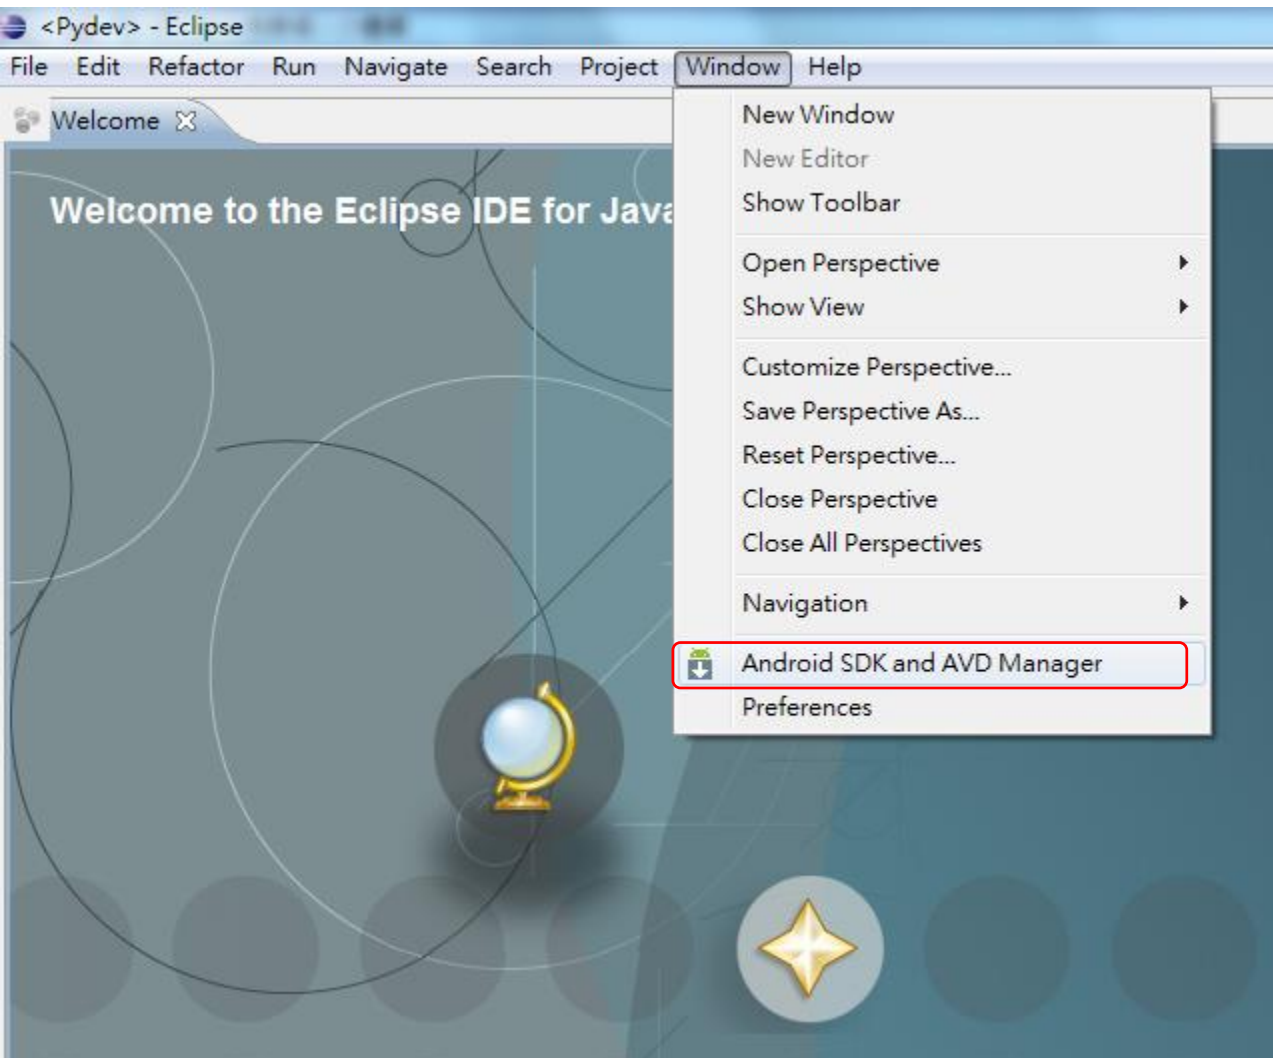 <Pydev> - Eclipse
File Edit Refactor Run Navigate Search Project Window Help
Welcome
Welcome to the Eclipse IDE for Java
New Window
New Editor
Show Toolbar
Open Perspective
Show View
Customize Perspective...
Save Perspective As...
Reset Perspective...
Close Perspective
Close All Perspectives
Navigation
Android SDK and AVD Manager
Preferences